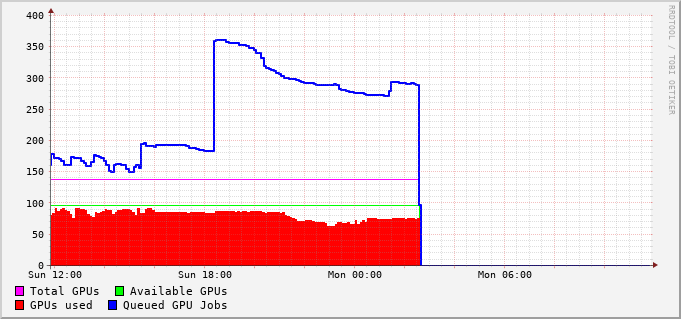 400
350
300
250
200
150
100
50
0
Sun 12:00 Sun 18:00 Mon 00:00 Mon 06:00
Total GPUs Available GPUs
GPUs used Queued GPU Jobs
RRDTOOL / TOBI OETIKER